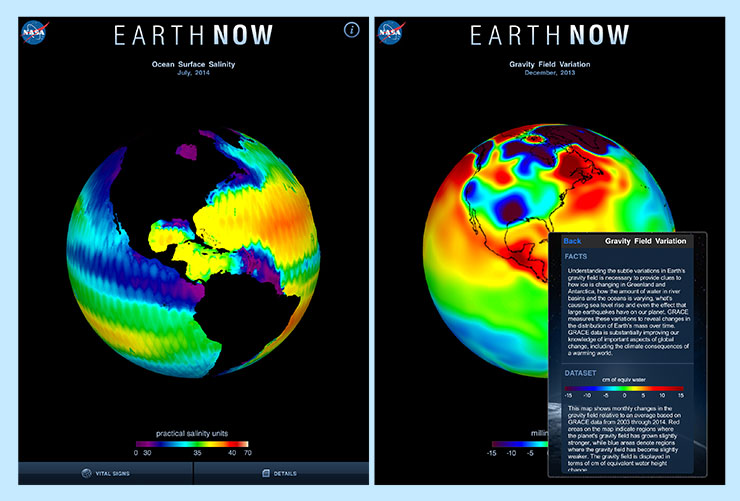 NASA
EARTH NOW
Ocean Surface Salinity
July, 2014
practical salinity units
0 30 35 40 70
VITAL SIGNS
DETAILS
NASA
EARTH NOW
Gravity Field Variation
December, 2013
millin
-15 -10 -5
Back Gravity Field Variation
FACTS
Understanding the subtle variations in Earth's
gravity field is necessary to provide clues to
how ice is changing in Greenland and
Antarctica, how the amount of water in river
basins and the oceans is varying, what's
causing sea level rise and even the effect that
large earthquakes have on our planet. GRACE
measures these variations to reveal changes in
the distribution of Earth's mass over time.
GRACE data is substantially improving our
knowledge of important aspects of global
change, including the climate consequences of
a warming world.
DATASET
cm of equiv water
-15 -10 -5 0 5 10 15
This map shows monthly changes in the
gravity field relative to an average based on
GRACE data from 2003 through 2014. Red
areas on the map indicate regions where
the planet's gravity field has grown slightly
stronger, while blue areas denote regions
where the gravity field has become slightly
weaker. The gravity field is displayed in
terms of cm of equivalent water height
change